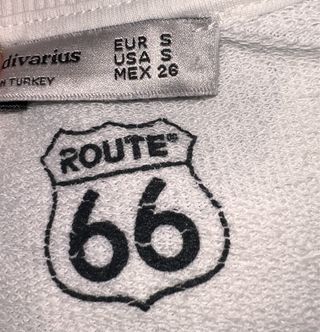 divarius
EUR S
USA S
MEX 26
TURKEY
ROUTE
66